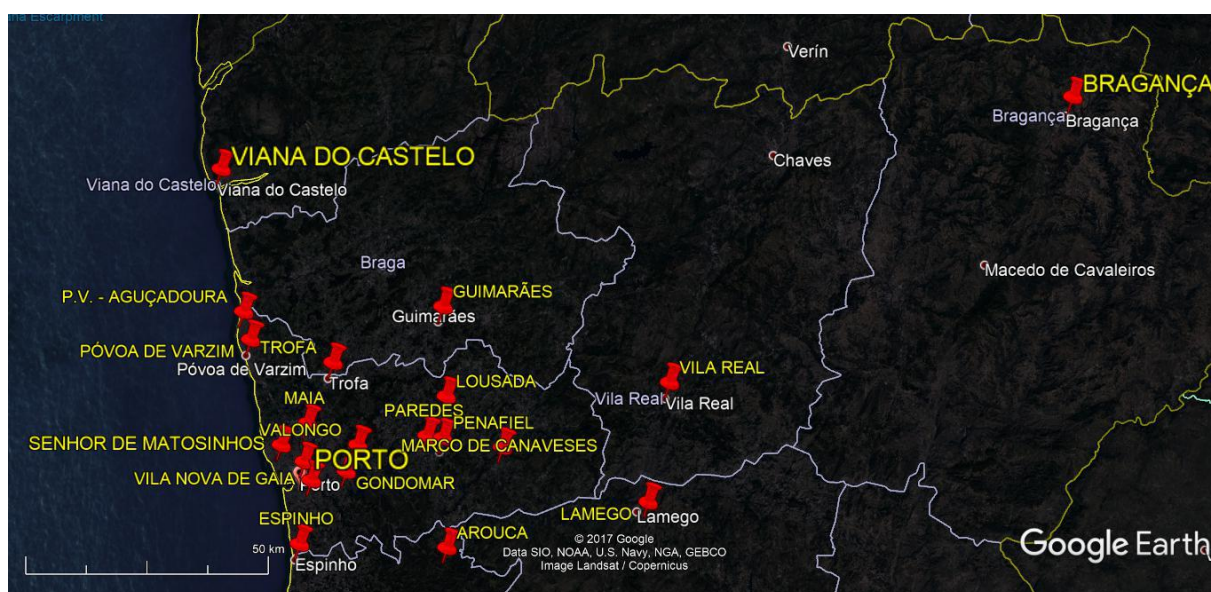 na Escarpment
Verín
BRAGANÇA
Bragança
Bragança
VIANA DO CASTELO
Chaves
Viana do Castelo
Viana do Castelo
Braga
Macedo de Cavaleiros
P.V. - AGUÇADOURA
GUIMARÃES
Guimarães
PÓVOA DE VARZIM
TROFA
Póvoa de Varzim
Trofa
VILA REAL
LOUSADA
Vila Real
Vila Real
MAIA
PAREDES
PENAFIEL
VALONGO
SENHOR DE MATOSINHOS
MARCO DE CANAVESES
PORTO
VILA NOVA DE GAIA
Porto
GONDOMAR
LAMEGO
Lamego
ESPINHO
AROUCA
50 km
Espinho
© 2017 Google
Data SIO, NOAA, U.S. Navy, NGA, GEBCO
Image Landsat / Copernicus
Google Earth